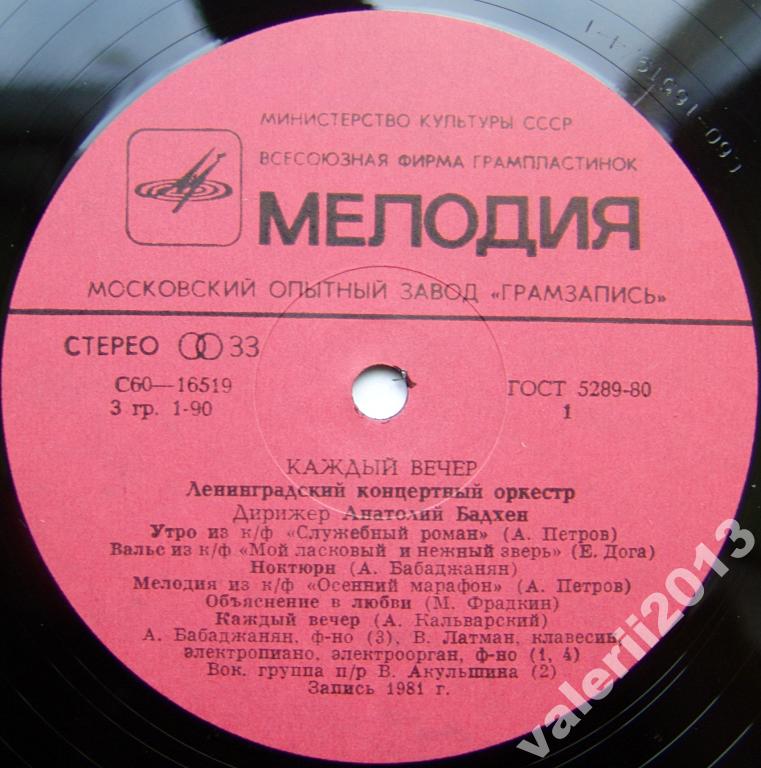 МИНИСТЕРСТВО КУЛЬТУРЫ СССР
ВСЕСОЮЗНАЯ ФИРМА ГРАМПЛАСТИНОК
МЕЛОДИЯ
МОСКОВСКИЙ ОПЫТНЫЙ ЗАВОД «ГРАМЗАПИСЬ»
СТЕРЕО 33
С60—16519
ГОСТ 5289-80
3 гр. 1-90
1
КАЖДЫЙ ВЕЧЕР
Ленинградский концертный оркестр
Дирижер Анатолий Бадхен
Утро из к/ф «Служебный роман» (А. Петров)
Вальс из к/ф «Мой ласковый и нежный зверь» (Е. Дога)
Ноктюрн (А. Бабаджанян)
Мелодия из к/ф «Осенний марафон» (А. Петров)
Объяснение в любви (М. Фрадкин)
Каждый вечер (А. Кальварский)
А. Бабаджанян, ф-но (3), В. Латман, клавесин,
электропиано, электроорган, ф-но (1, 4)
Вок. группа п/р В. Акульшина (2)
Запись 1981 г.
valerii2013